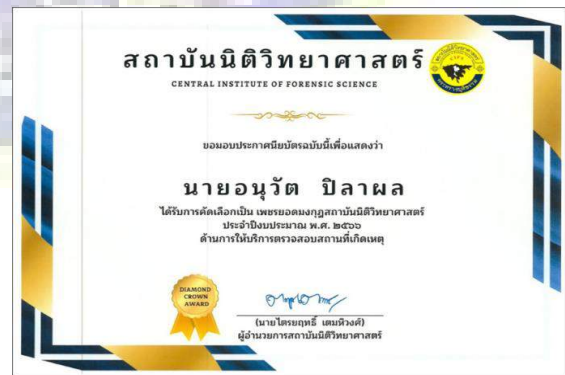 สถาบันนิติวิทยาศาสตร์
CENTRAL INSTITUTE OF FORENSIC SCIENCE
ขอมอบประกาศนียบัตรฉบับนี้เพื่อแสดงว่า
นายอนุวัต ปิลาผล
ได้รับการคัดเลือกเป็น เพชรยอดมงกุฎสถาบันนิติวิทยาศาสตร์
ประจำปีงบประมาณ พ.ศ. ๒๕๖๖
ด้านการให้บริการตรวจสอบสถานที่เกิดเหตุ
DIAMOND
CROWN
AWARD
(นายไตรยฤทธิ์ เตมหิวงศ์)
ผู้อำนวยการสถาบันนิติวิทยาศาสตร์